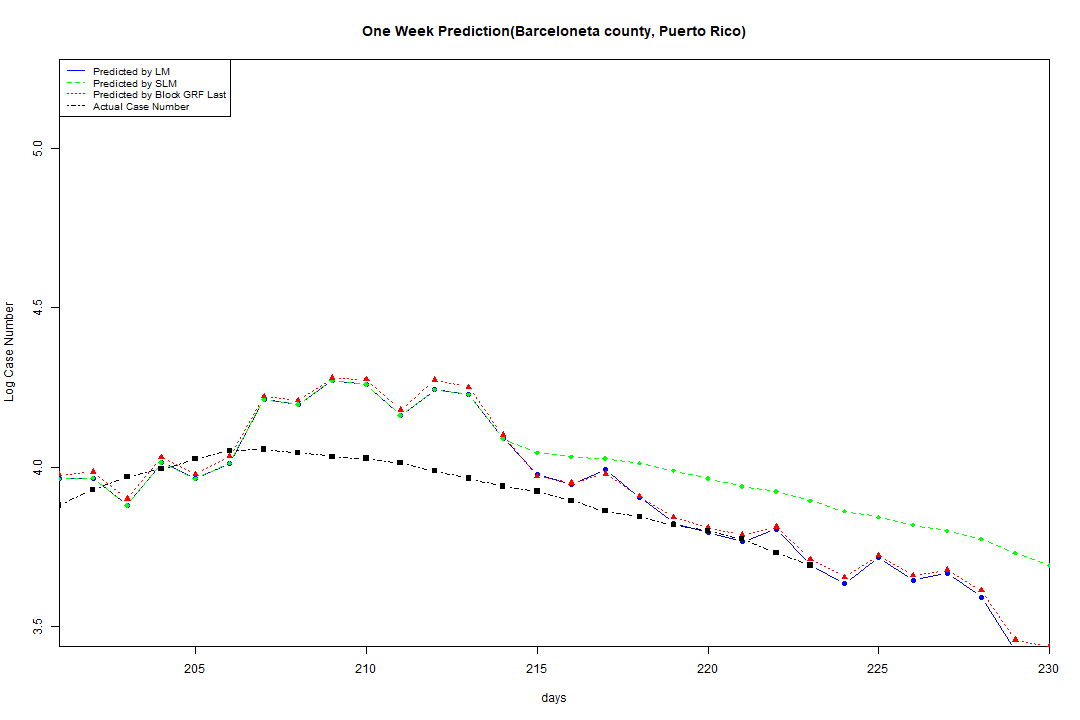 One Week Prediction(Barceloneta county, Puerto Rico)
Predicted by LM
Predicted by SLM
Predicted by Block GRF Last
Actual Case Number
Log Case Number
5.0
4.5
4.0
3.5
205 210 215 220 225 230
days